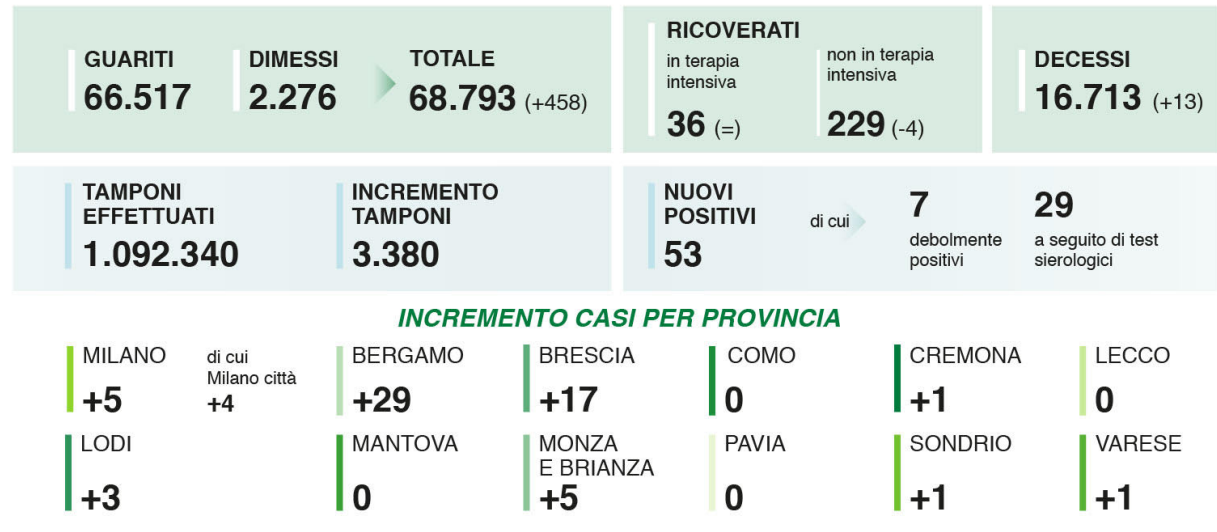 GUARITI
66.517
DIMESSI
2.276
TOTALE
68.793 (+458)
RICOVERATI
in terapia
intensiva
36 (=)
non in terapia
intensiva
229 (-4)
DECESSI
16.713 (+13)
TAMPONI
EFFETTUATI
1.092.340
INCREMENTO
TAMPONI
3.380
NUOVI
POSITIVI
53
di cui
7
debolmente
positivi
29
a seguito di test
sierologici
INCREMENTO CASI PER PROVINCIA
MILANO
+5
di cui
Milano città
+4
BERGAMO
+29
BRESCIA
+17
COMO
0
CREMONA
+1
LECCO
0
LODI
+3
MANTOVA
0
MONZA
E BRIANZA
+5
PAVIA
0
SONDRIO
+1
VARESE
+1